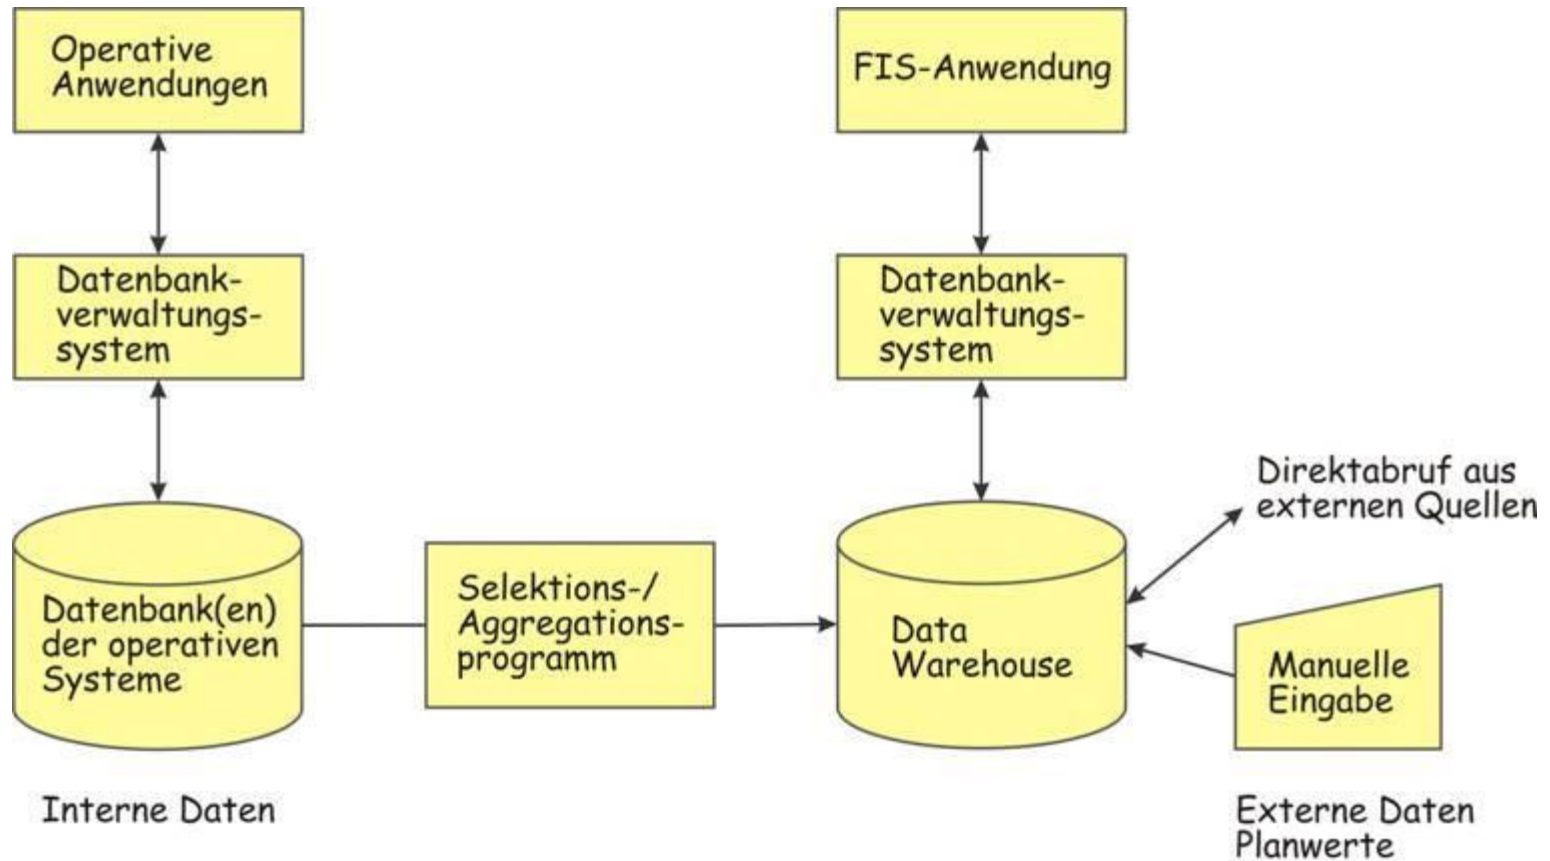 Operative
Anwendungen
FIS-Anwendung
Datenbank-
verwaltungs-
system
Datenbank-
verwaltungs-
system
Direktabruf aus
externen Quellen
Datenbank(en)
der operativen
Systeme
Selektions-/
Aggregations-
programm
Data
Warehouse
Manuelle
Eingabe
Interne Daten
Externe Daten
Planwerte